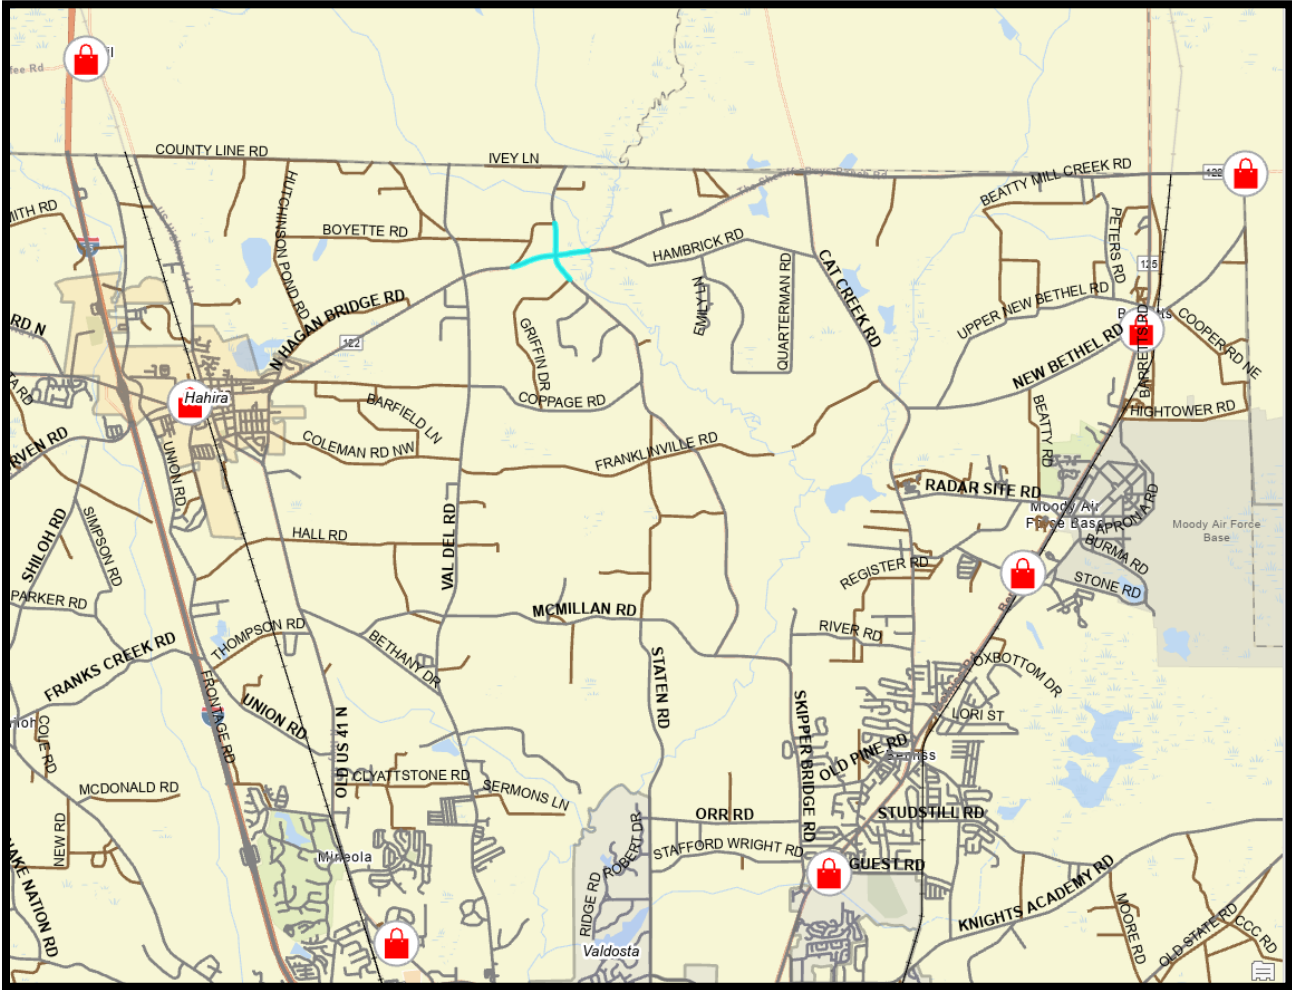 COUNTY LINE RD
IVEY LN
BEATTY MILL CREEK RD
122
HUTCHINSON POND RD
BOYETTE RD
HAMBRICK RD
PETERS RD
125
CAT CREEK RD
EMILY LN
QUARTERMAN RD
UPPER NEW BETHEL RD
N HAGAN BRIDGE RD
122
RD N
GRIFFIN DR
NEW BETHEL RD
BARRETTS RD
COOPER RD NE
Hahira
COPPAGE RD
BARFIELD LN
HIGHTOWER RD
BEATTY RD
COLEMAN RD NW
FRANKLINVILLE RD
UNION RD
RADAR SITE RD
Moody Air
Force Base
APRON A RD
Moody Air Force
Base
SHILOH RD
SIMPSON RD
VAL DEL RD
HALL RD
BURMA RD
REGISTER RD
STONE RD
PARKER RD
MCMILLAN RD
THOMPSON RD
BETHANY DR
RIVER RD
FRANKS CREEK RD
STATEN RD
OXBOTTOM DR
FRONTAGE RD
UNION RD
OLD US 41 N
SKIPPER BRIDGE RD
LORI ST
OLD PINE RD
COLE RD
CLYATTSTONE RD
SERMONS LN
MCDONALD RD
ORR RD
STUDSTILL RD
NEW RD
Mineola
ROBERT DR
STAFFORD WRIGHT RD
GUEST RD
KNIGHTS ACADEMY RD
NATION RD
RIDGE RD
Valdosta
MOORE RD
OLD STATE RD
CCC RD